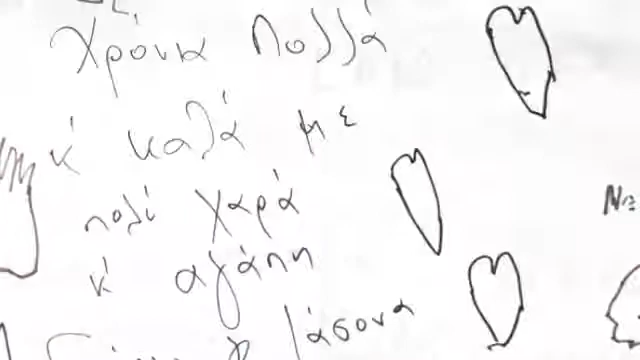 Χρόνια Πολλά
κ' καλά με
πολύ χαρά
κ' αγάπη
& Ιάσονα